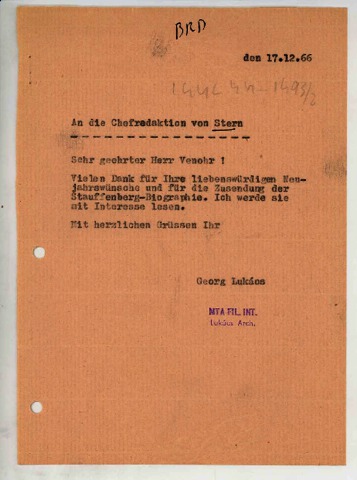 BRD
den 17.12.66
An die Chefredaktion von Stern
Sehr geehrter Herr Venohr !
Vielen Dank für Ihre liebenswürdigen Neu-
jahrswünsche und für die Zusendung der
Stauffenberg-Biographie. Ich werde sie
mit Interesse lesen.
Mit herzlichen Grüssen Ihr
Georg Lukács
MTA FIL. INT.
Lukács Arch.